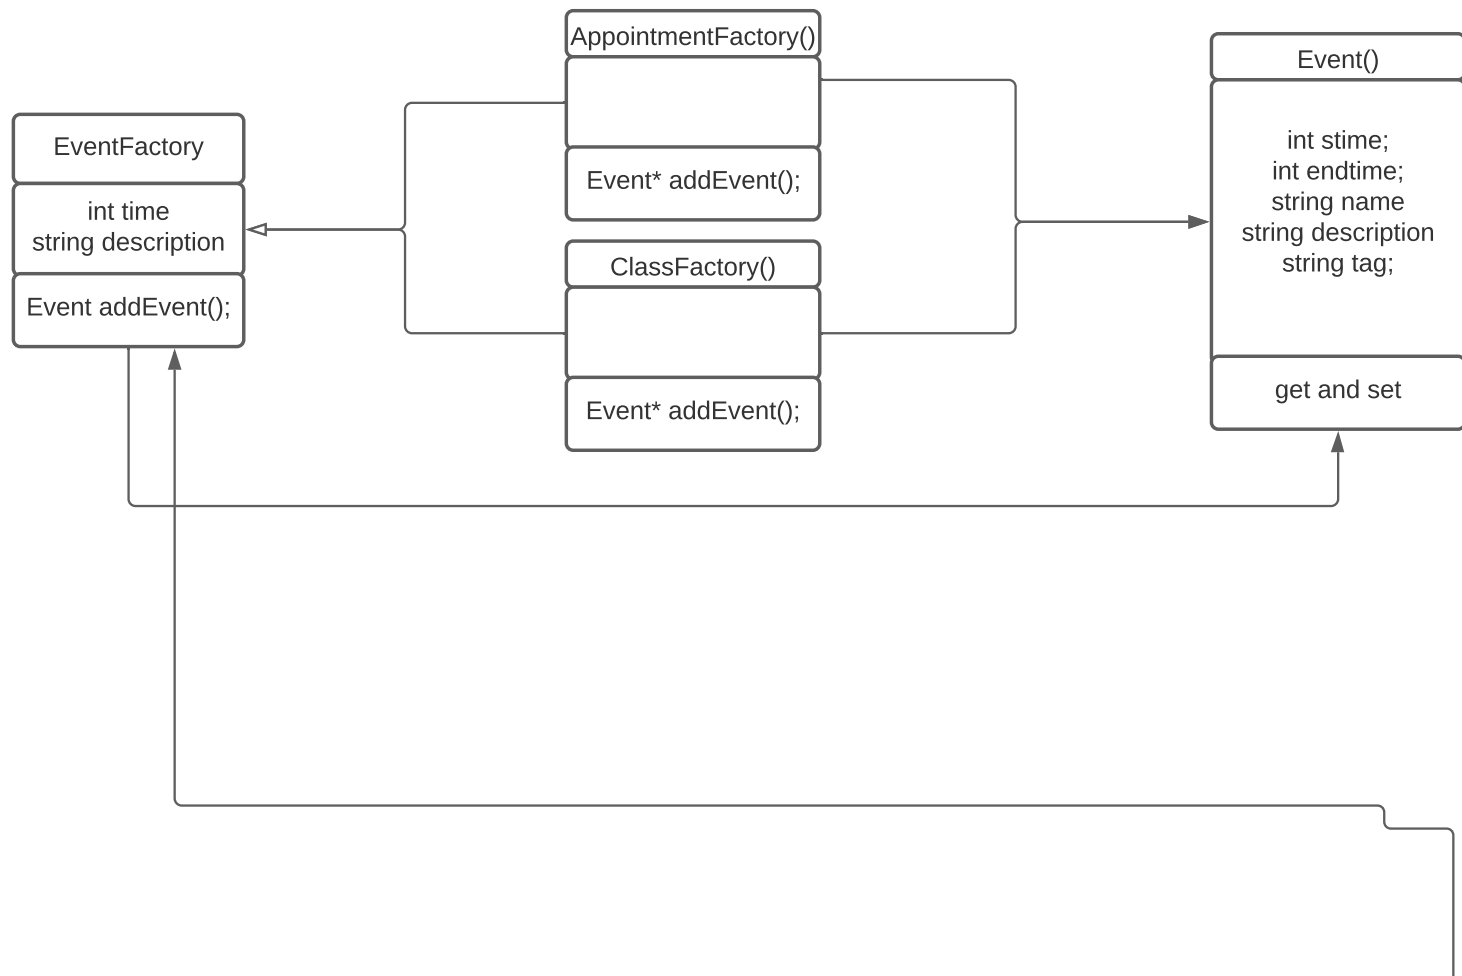 EventFactory
int time
string description
Event addEvent();
AppointmentFactory()
Event* addEvent();
ClassFactory()
Event* addEvent();
Event()
int stime;
int endtime;
string name
string description
string tag;
get and set